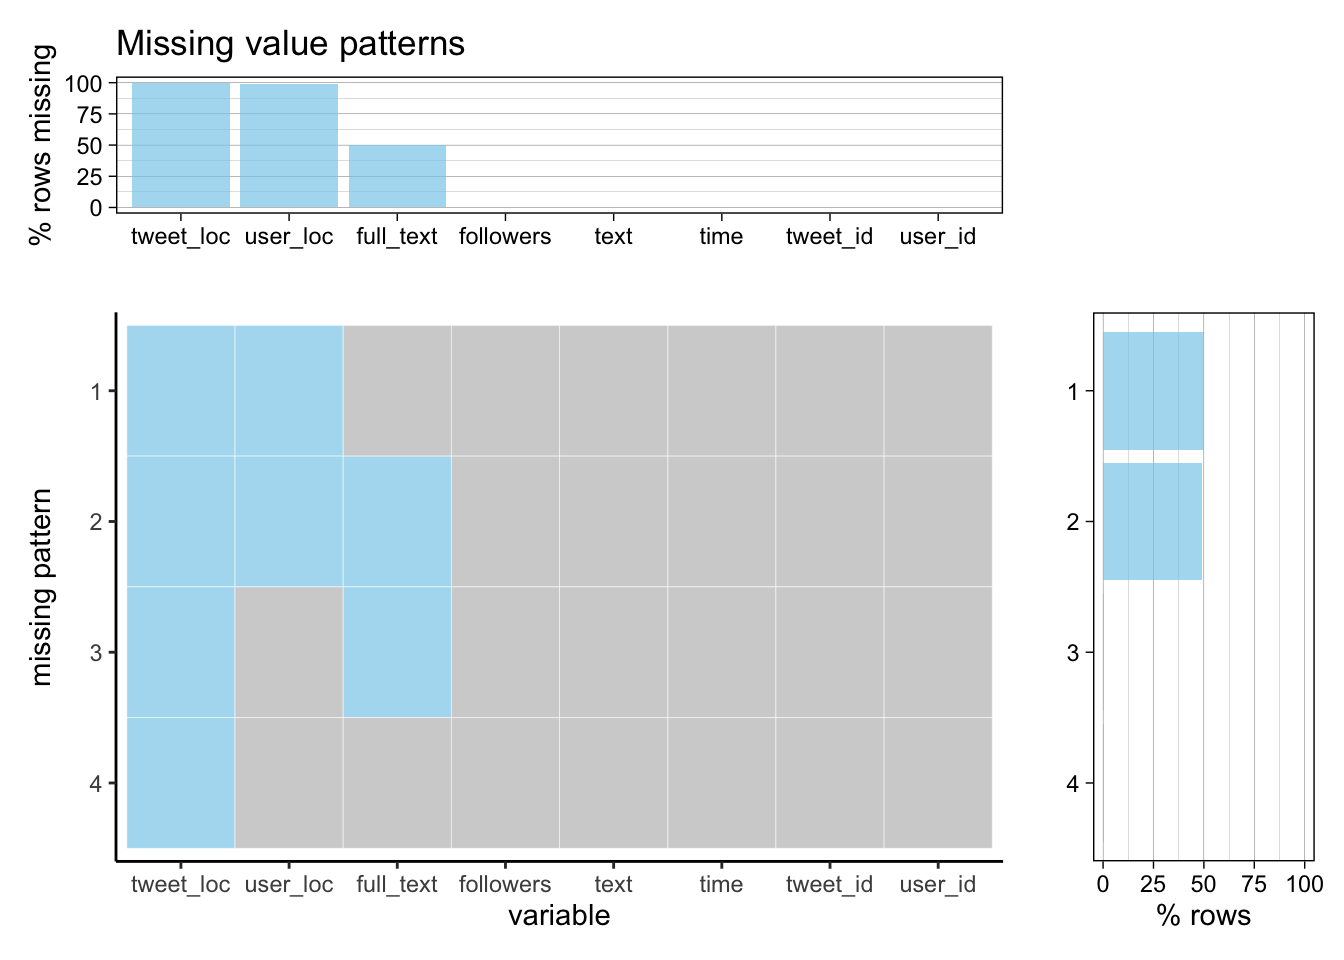 Missing value patterns
% rows missing
100
75
50
25
0
tweet_loc user_loc full_text followers text time tweet_id user_id
missing pattern
1
2
3
4
tweet_loc user_loc full_text followers text time tweet_id user_id
variable
1
2
3
4
0 25 50 75 100
% rows